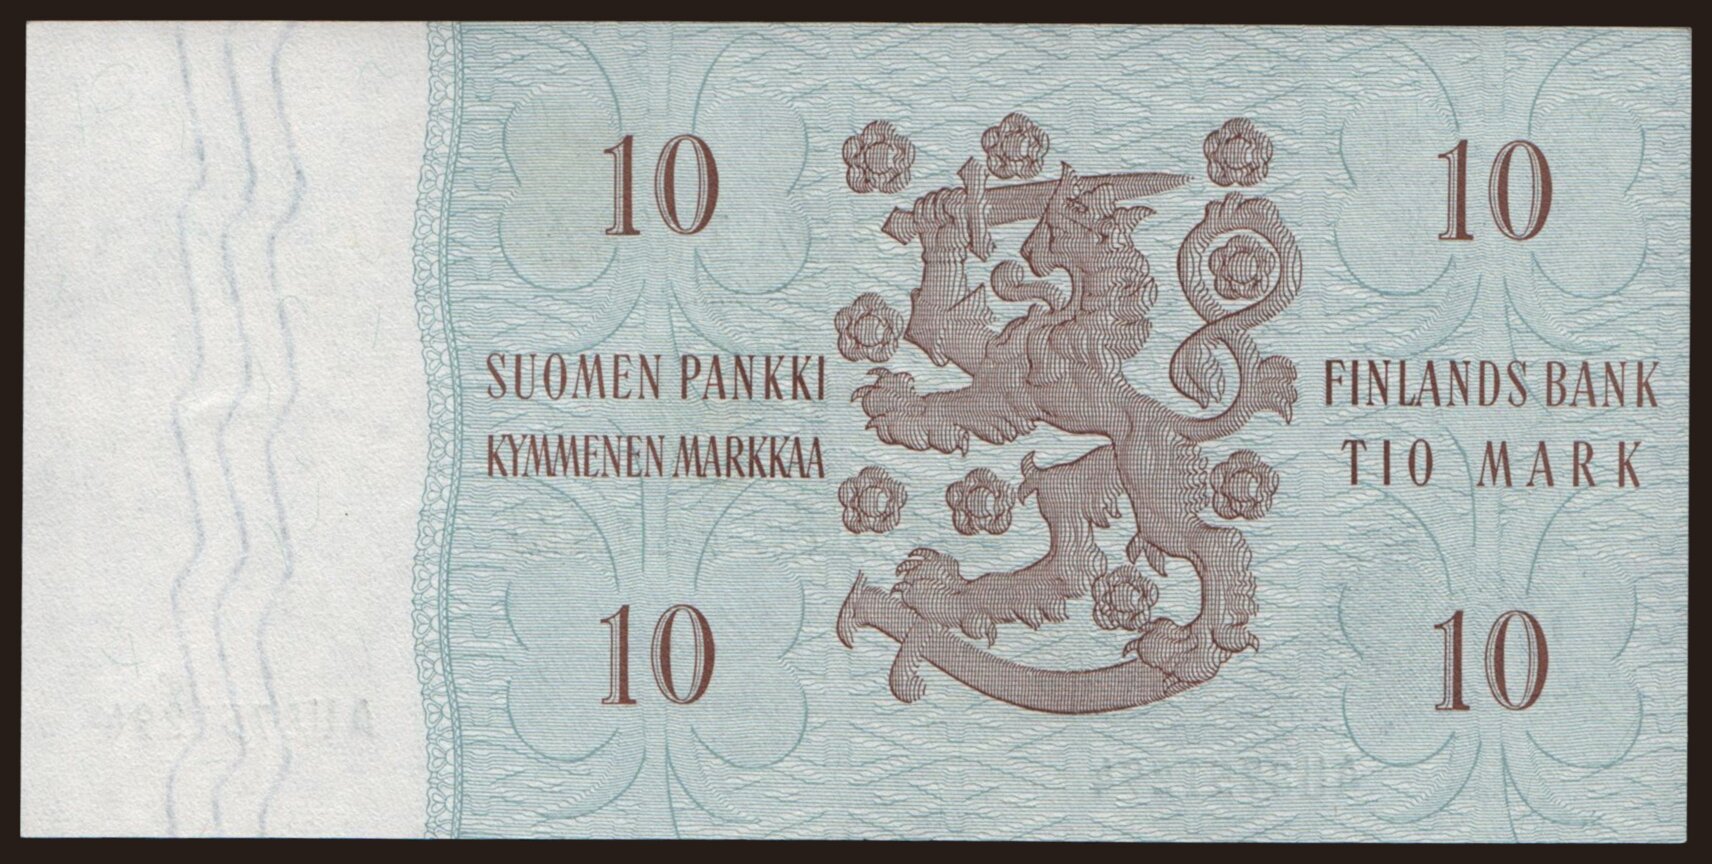 10
10
SUOMEN PANKKI
KYMMENEN MARKKAA
FINLANDS BANK
TIO MARK
10
10